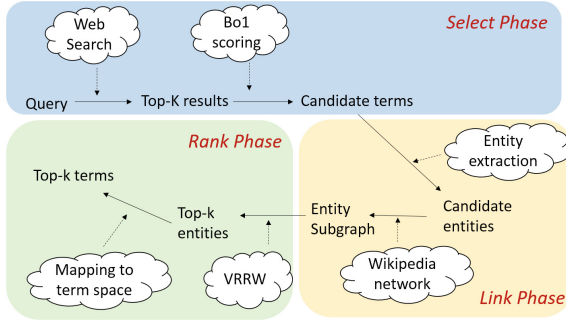 Web
Search
Bo1
scoring
Select Phase
Query
Top-K results
Candidate terms
Rank Phase
Entity
extraction
Top-k terms
Top-k
entities
Entity
Subgraph
Candidate
entities
Mapping to
term space
VRRW
Wikipedia
network
Link Phase